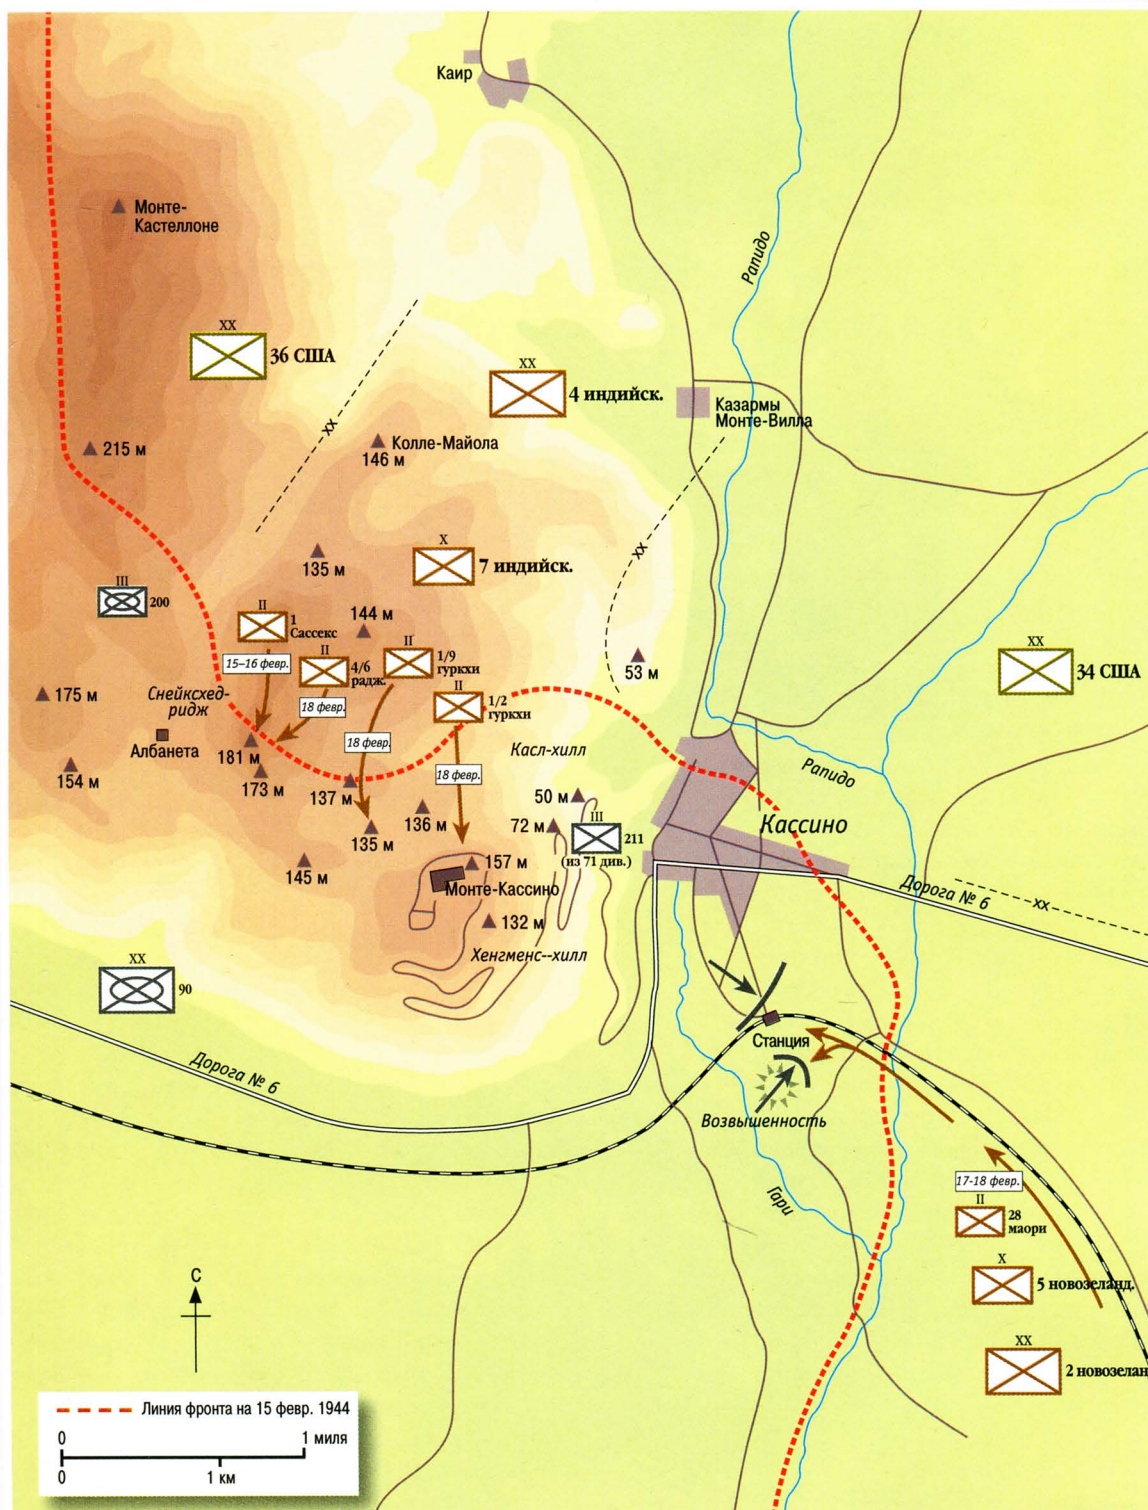 Каир
Монте-
Кастеллоне
Рапидо
XX
36 США
XX
4 индийск.
XX
Казармы
Монте-Вилла
215 м
Колле-Майола
146 м
XX
X
7 индийск.
135 м
III
200
II
1
Сассекс
144 м
II
4/6
радж.
II
1/9
гуркхи
II
1/2
гуркхи
53 м
XX
34 США
15–16 февр.
18 февр.
18 февр.
18 февр.
175 м
Снейксхед-
ридж
Албанета
154 м
181 м
173 м
137 м
136 м
135 м
145 м
Касл-хилл
50 м
72 м
III
211
(из 71 див.)
Рапидо
Кассино
157 м
Монте-Кассино
132 м
Хенгменс--хилл
Дорога № 6
XX
XX
90
Дорога № 6
Станция
Возвышенность
Гари
17-18 февр.
II
28
маори
X
5 новозеланд.
XX
2 новозелан
С
Линия фронта на 15 февр. 1944
0
1 миля
0
1 км